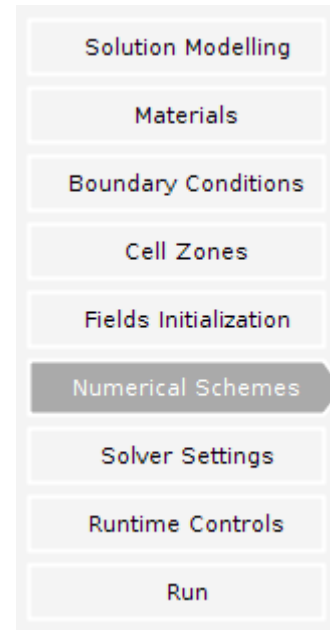 Solution Modelling
Materials
Boundary Conditions
Cell Zones
Fields Initialization
Numerical Schemes
Solver Settings
Runtime Controls
Run